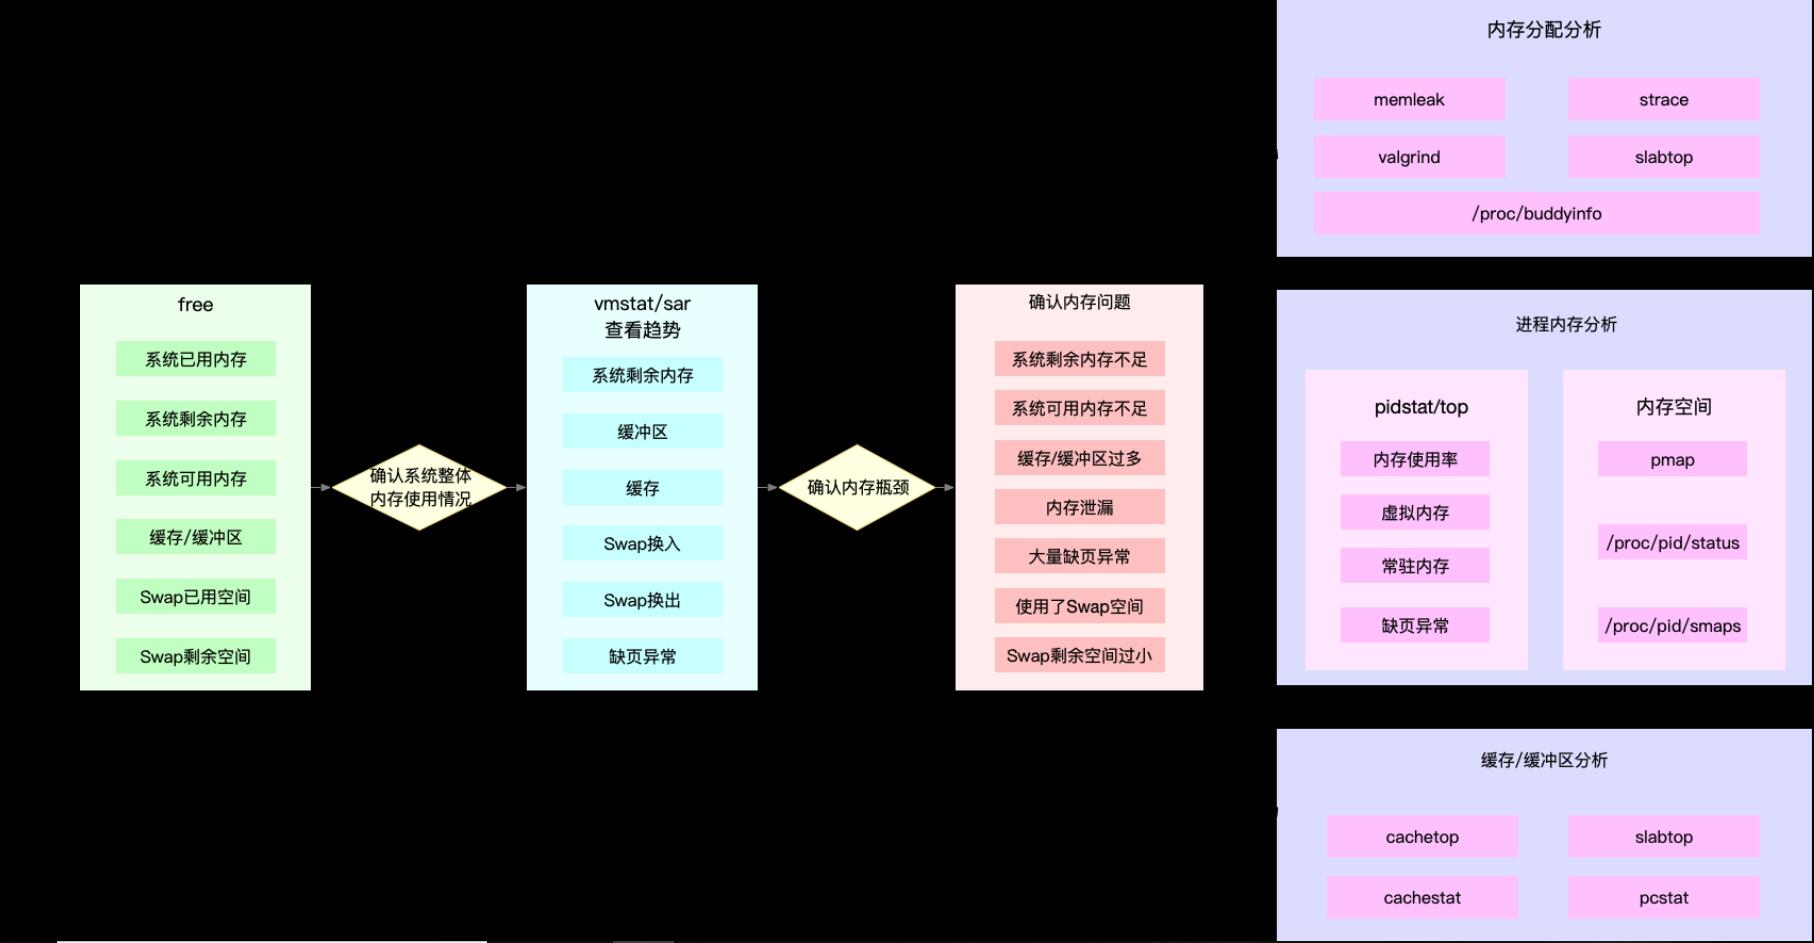 free
系统已用内存
系统剩余内存
系统可用内存
缓存/缓冲区
Swap已用空间
Swap剩余空间
确认系统整体
内存使用情况
vmstat/sar
查看趋势
系统剩余内存
缓冲区
缓存
Swap换入
Swap换出
缺页异常
确认内存瓶颈
确认内存问题
系统剩余内存不足
系统可用内存不足
缓存/缓冲区过多
内存泄漏
大量缺页异常
使用了Swap空间
Swap剩余空间过小
内存分配分析
memleak
strace
valgrind
slabtop
/proc/buddyinfo
进程内存分析
pidstat/top
内存使用率
虚拟内存
常驻内存
缺页异常
内存空间
pmap
/proc/pid/status
/proc/pid/smaps
缓存/缓冲区分析
cachetop
slabtop
cachestat
pcstat